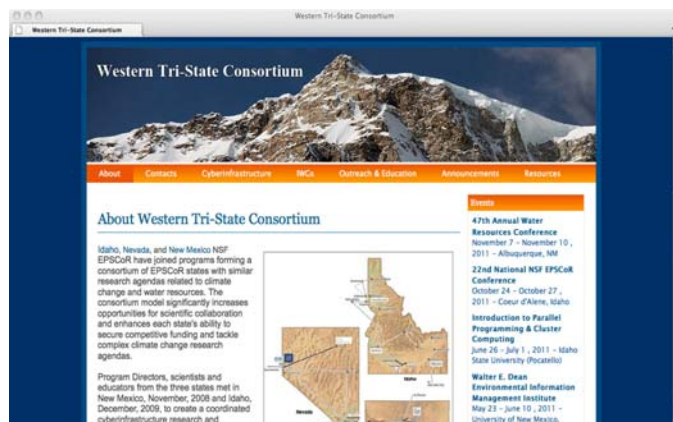 Western Tri-State Consortium
Western Tri-State Consortium
Western Tri-State Consortium
About Contacts Cyberinfrastructure IWGs Outreach & Education Announcements Resources
About Western Tri-State Consortium
Idaho, Nevada, and New Mexico NSF
EPSCoR have joined programs forming a
consortium of EPSCoR states with similar
research agendas related to climate
change and water resources. The
consortium model significantly increases
opportunities for scientific collaboration
and enhances each state's ability to
secure competitive funding and tackle
complex climate change research
agendas.
Program Directors, scientists and
educators from the three states met in
New Mexico, November, 2008 and Idaho,
December, 2009, to create a coordinated
cyberinfrastructure research and
Idaho
Nevada
Events
47th Annual Water
Resources Conference
November 7 - November 10 ,
2011 - Albuquerque, NM
22nd National NSF EPSCoR
Conference
October 24 - October 27 ,
2011 - Coeur d'Alene, Idaho
Introduction to Parallel
Programming & Cluster
Computing
June 26 - July 1 , 2011 - Idaho
State University (Pocatello)
Walter E. Dean
Environmental Information
Management Institute
May 23 - June 10 , 2011 -
University of New Mexico,